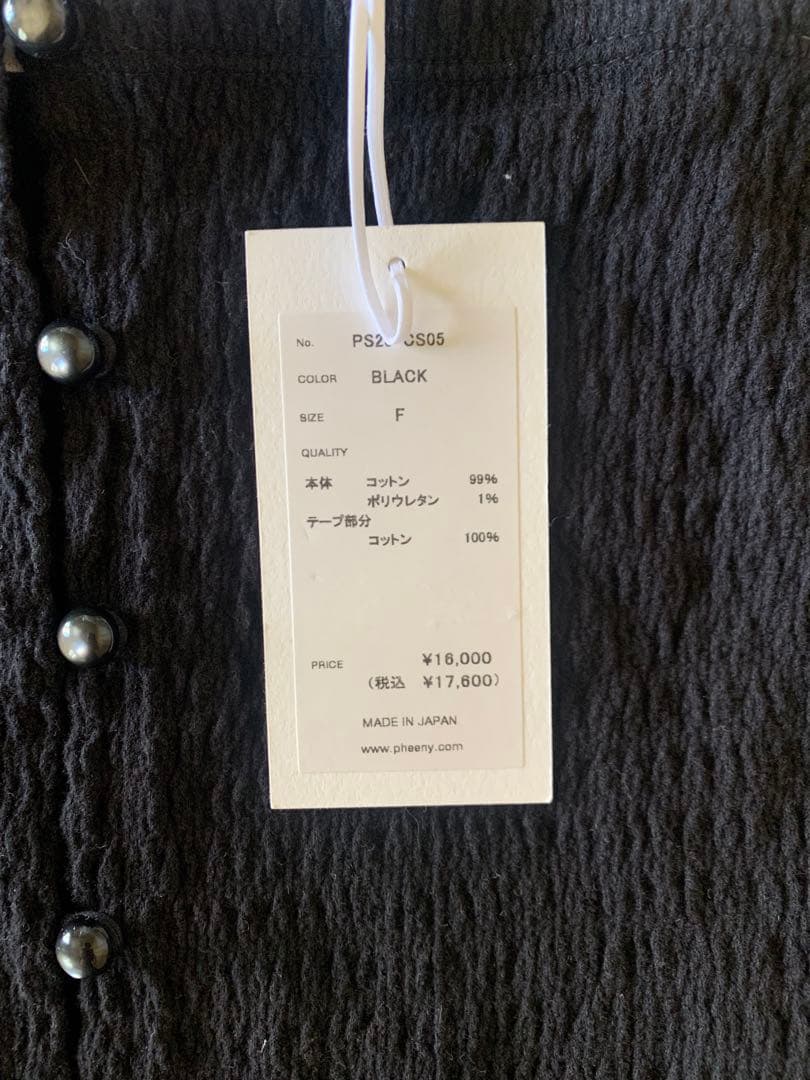 No. CS05
COLOR BLACK
SIZE F
QUALITY
本体 コットン 99%
ポリウレタン 1%
テープ部分
コットン 100%
PRICE ¥16,000
(税込 ¥17,600)
MADE IN JAPAN
www.pheeny.com